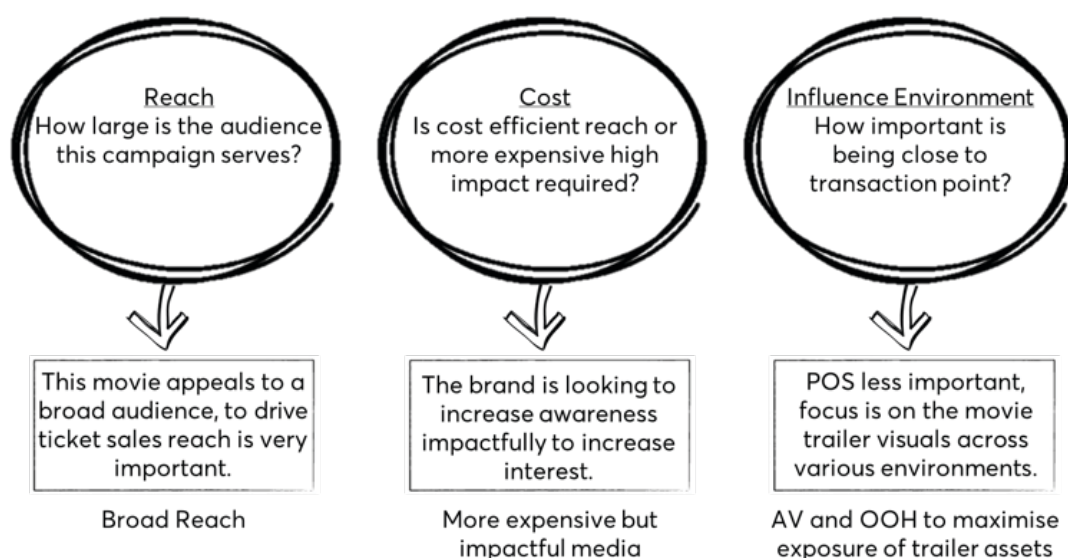 Reach
How large is the audience
this campaign serves?
Cost
Is cost efficient reach or
more expensive high
impact required?
Influence Environment
How important is
being close to
transaction point?
This movie appeals to a
broad audience, to drive
ticket sales reach is very
important.
The brand is looking to
increase awareness
impactfully to increase
interest.
POS less important,
focus is on the movie
trailer visuals across
various environments.
Broad Reach
More expensive but
impactful media
AV and OOH to maximise
exposure of trailer assets